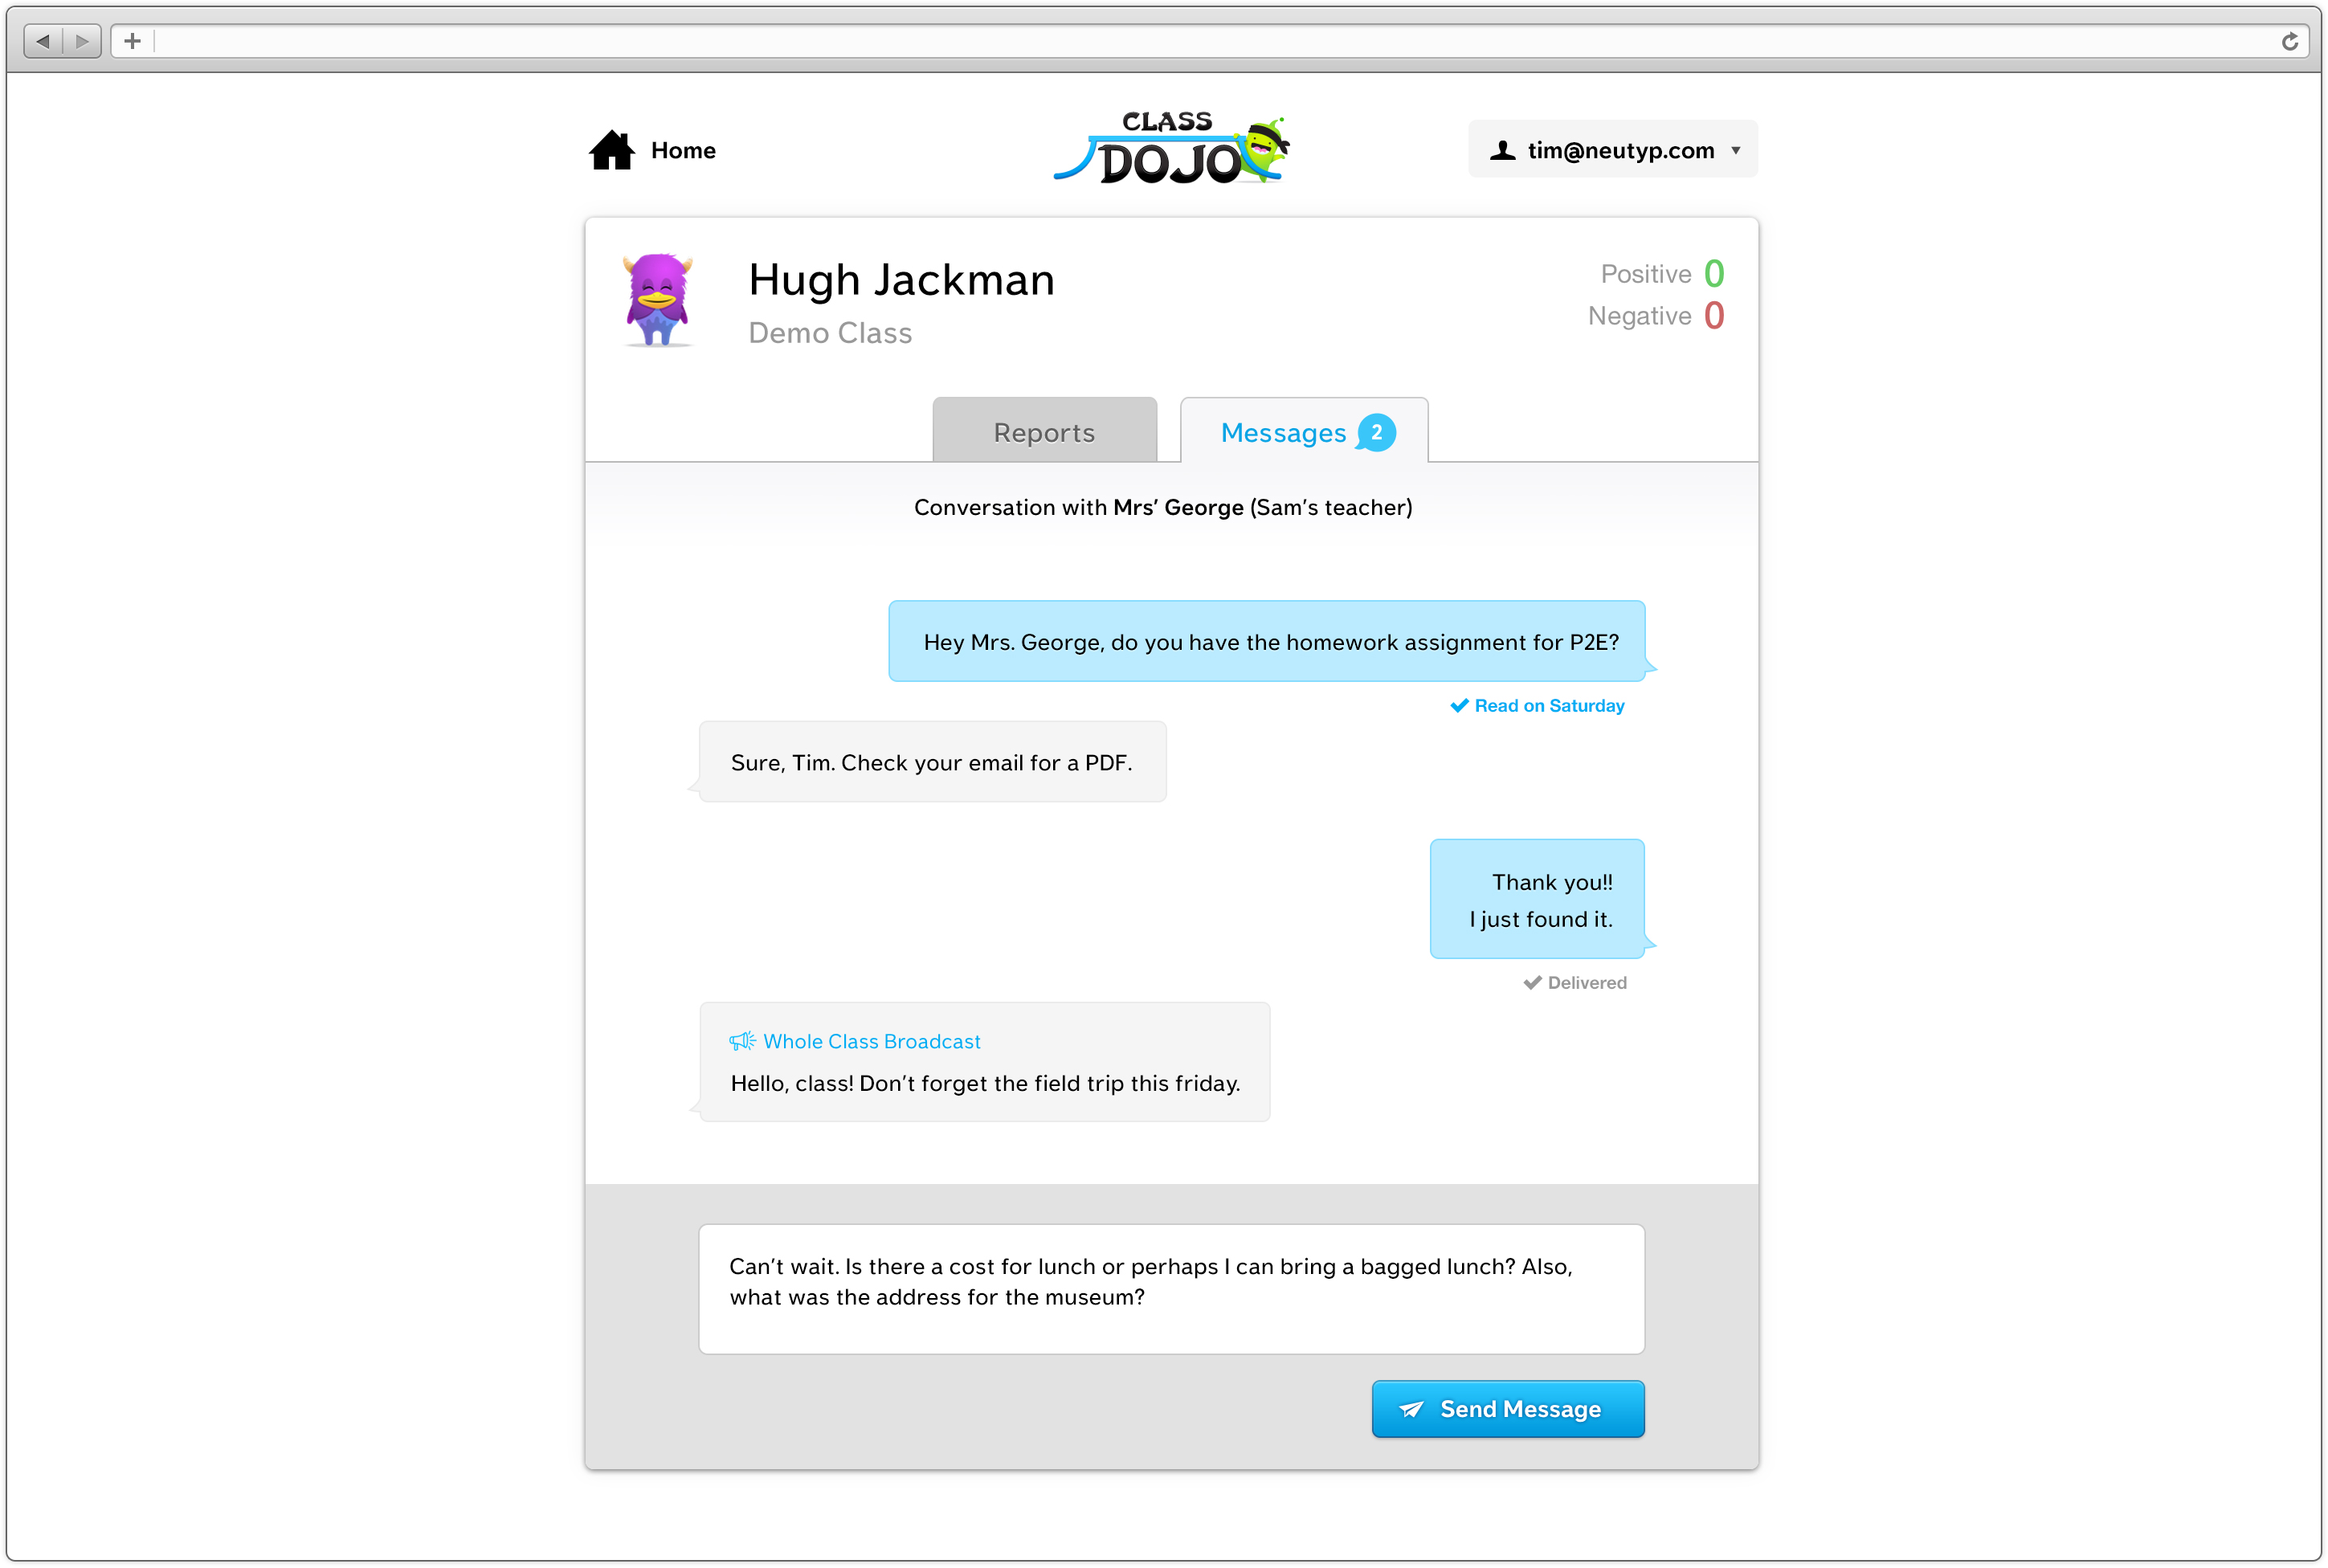 Home
CLASS
DOJO
tim@neutyp.com
Hugh Jackman
Demo Class
Positive 0
Negative 0
Reports
Messages 2
Conversation with Mrs’ George (Sam’s teacher)
Hey Mrs. George, do you have the homework assignment for P2E?
Read on Saturday
Sure, Tim. Check your email for a PDF.
Thank you!!
I just found it.
Delivered
Whole Class Broadcast
Hello, class! Don’t forget the field trip this friday.
Can’t wait. Is there a cost for lunch or perhaps I can bring a bagged lunch? Also,
what was the address for the museum?
Send Message